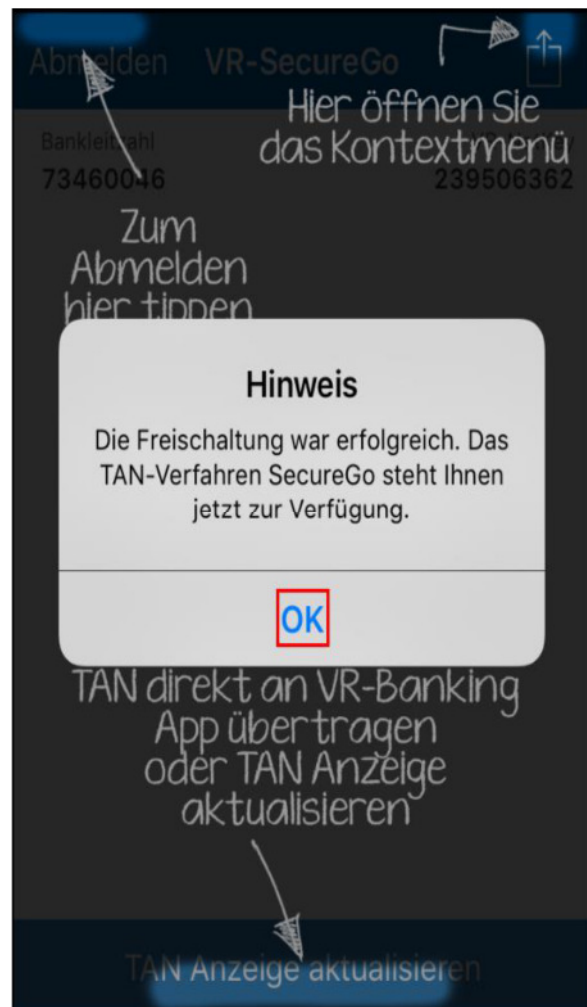 Abmelden VR-SecureGo
Hier öffnen Sie
das Kontextmenü
Bankleitzahl
73460046 239506362
Zum
Abmelden
hier tippen
Hinweis
Die Freischaltung war erfolgreich. Das
TAN-Verfahren SecureGo steht Ihnen
jetzt zur Verfügung.
OK
TAN direkt an VR-Banking
App übertragen
oder TAN Anzeige
aktualisieren
TAN Anzeige aktualisieren